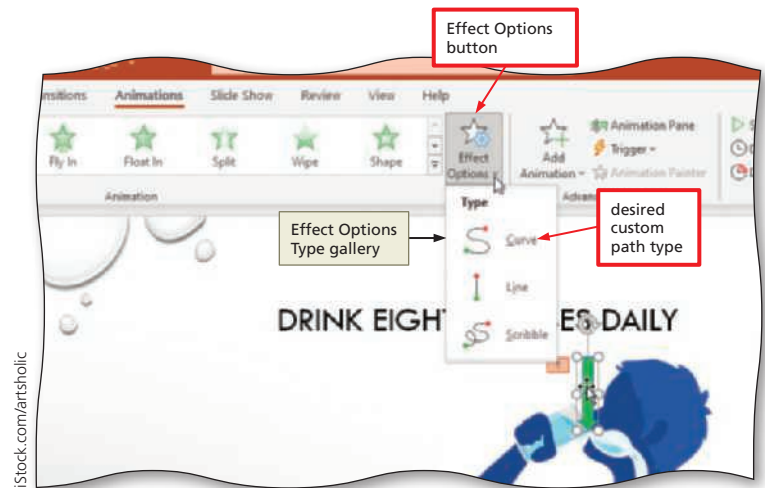 Effect Options
button
nsitions Animations Slide Show Review View Help
Fly In Float In Split Wipe Shape
Effect
Options
Add
Animation
Animation Pane
Trigger
Animation Painter
Animation
Type
Effect Options
Type gallery
Curve
desired
custom
path type
Line
Scribble
DRINK EIGHT
DAILY
iStock.com/artsholic